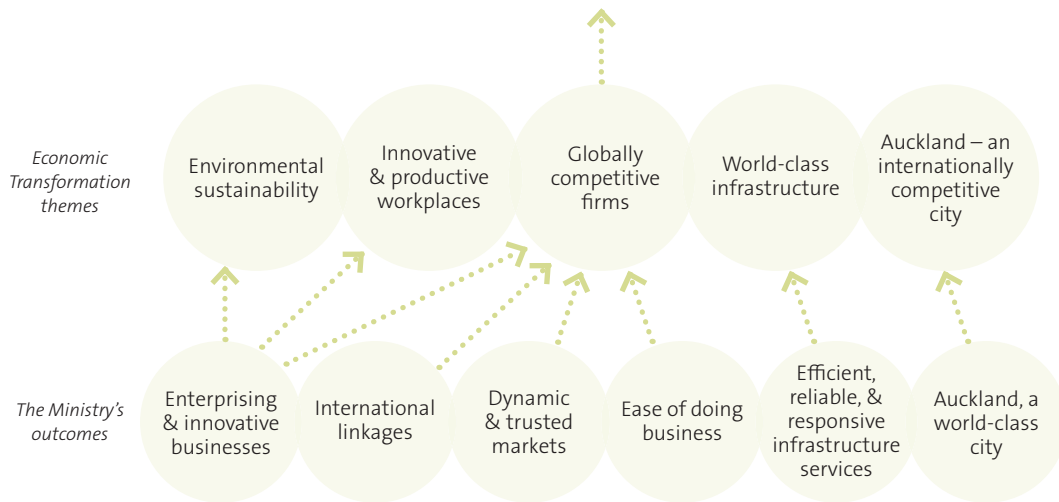 Economic
Transformation
themes
Environmental
sustainability
Innovative
& productive
workplaces
Globally
competitive
firms
World-class
infrastructure
Auckland – an
internationally
competitive
city
The Ministry’s
outcomes
Enterprising
& innovative
businesses
International
linkages
Dynamic
& trusted
markets
Ease of doing
business
Efficient,
reliable, &
responsive
infrastructure
services
Auckland, a
world-class
city